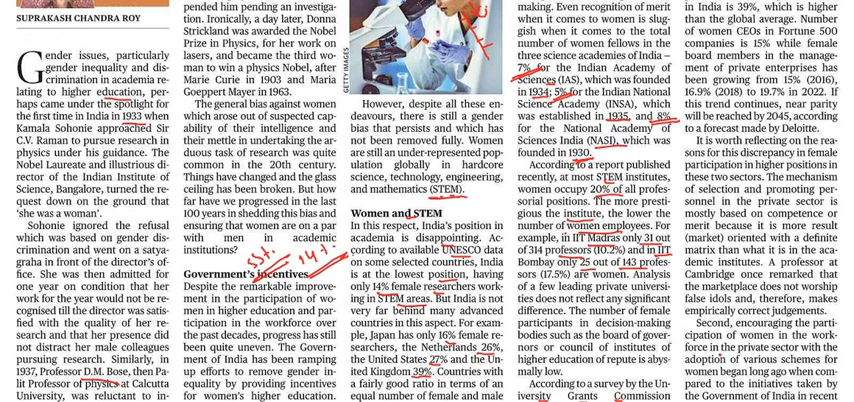 SUPRAKASH CHANDRA ROY
Gender issues, particularly
gender inequality and dis-
crimination in academia re-
lating to higher education, per-
haps came under the spotlight for
the first time in India in 1933 when
Kamala Sohonie approached Sir
C.V. Raman to pursue research in
physics under his guidance. The
Nobel Laureate and illustrious di-
rector of the Indian Institute of
Science, Bangalore, turned the re-
quest down on the ground that
‘she was a woman’.
Sohonie ignored the refusal
which was based on gender dis-
crimination and went on a satya-
graha in front of the director’s of-
fice. She was then admitted for
one year on condition that her
work for the year would not be re-
cognised till the director was satis-
fied with the quality of her re-
search and that her presence did
not distract her male colleagues
pursuing research. Similarly, in
1937, Professor D.M. Bose, then Pa-
lit Professor of physics at Calcutta
University, was reluctant to in-
pended him pending an investiga-
tion. Ironically, a day later, Donna
Strickland was awarded the Nobel
Prize in Physics, for her work on
lasers, and became the third wo-
man to win a physics Nobel, after
Marie Curie in 1903 and Maria
Goeppert Mayer in 1963.
The general bias against women
which arose out of suspected cap-
ability of their intelligence and
their mettle in undertaking the ar-
duous task of research was quite
common in the 20th century.
Things have changed and the glass
ceiling has been broken. But how
far have we progressed in the last
100 years in shedding this bias and
ensuring that women are on a par
with men in academic
institutions?
55%. 14%.
Government’s incentives
Despite the remarkable improve-
ment in the participation of wo-
men in higher education and par-
ticipation in the workforce over
the past decades, progress has still
been quite uneven. The Govern-
ment of India has been ramping
up efforts to remove gender in-
equality by providing incentives
for women’s higher education.
GETTY IMAGES
However, despite all these en-
deavours, there is still a gender
bias that persists and which has
not been removed fully. Women
are still an under-represented pop-
ulation globally in hardcore
science, technology, engineering,
and mathematics (STEM).
Women and STEM
In this respect, India’s position in
academia is disappointing. Ac-
cording to available UNESCO data
on some selected countries, India
is at the lowest position, having
only 14% female researchers work-
ing in STEM areas. But India is not
very far behind many advanced
countries in this aspect. For exam-
ple, Japan has only 16% female re-
searchers, the Netherlands 26%,
the United States 27% and the Un-
ited Kingdom 39%. Countries with
a fairly good ratio in terms of an
equal number of female and male
making. Even recognition of merit
when it comes to women is slug-
gish when it comes to the total
number of women fellows in the
three science academies of India –
7% for the Indian Academy of
Sciences (IAS), which was founded
in 1934; 5% for the Indian National
Science Academy (INSA), which
was established in 1935, and 8%
for the National Academy of
Sciences India (NASI), which was
founded in 1930.
According to a report published
recently, at most STEM institutes,
women occupy 20% of all profes-
sorial positions. The more presti-
gious the institute, the lower the
number of women employees. For
example, in IIT Madras only 31 out
of 314 professors (10.2%) and in IIT
Bombay only 25 out of 143 profes-
sors (17.5%) are women. Analysis
of a few leading private universi-
ties does not reflect any significant
difference. The number of female
participants in decision-making
bodies such as the board of gover-
nors or council of institutes of
higher education of repute is abys-
mally low.
According to a survey by the Un-
iversity Grants Commission
in India is 39%, which is higher
than the global average. Number
of women CEOs in Fortune 500
companies is 15% while female
board members in the manage-
ment of private enterprises has
been growing from 15% (2016),
16.9% (2018) to 19.7% in 2022. If
this trend continues, near parity
will be reached by 2045, according
to a forecast made by Deloitte.
It is worth reflecting on the rea-
sons for this discrepancy in female
participation in higher positions in
these two sectors. The mechanism
of selection and promoting per-
sonnel in the private sector is
mostly based on competence or
merit because it is more result
(market) oriented with a definite
matrix than what it is in the aca-
demic institutes. A professor at
Cambridge once remarked that
the marketplace does not worship
false idols and, therefore, makes
empirically correct judgements.
Second, encouraging the parti-
cipation of women in the work-
force in the private sector with the
adoption of various schemes for
women began long ago when com-
pared to the initiatives taken by
the Government of India in recent